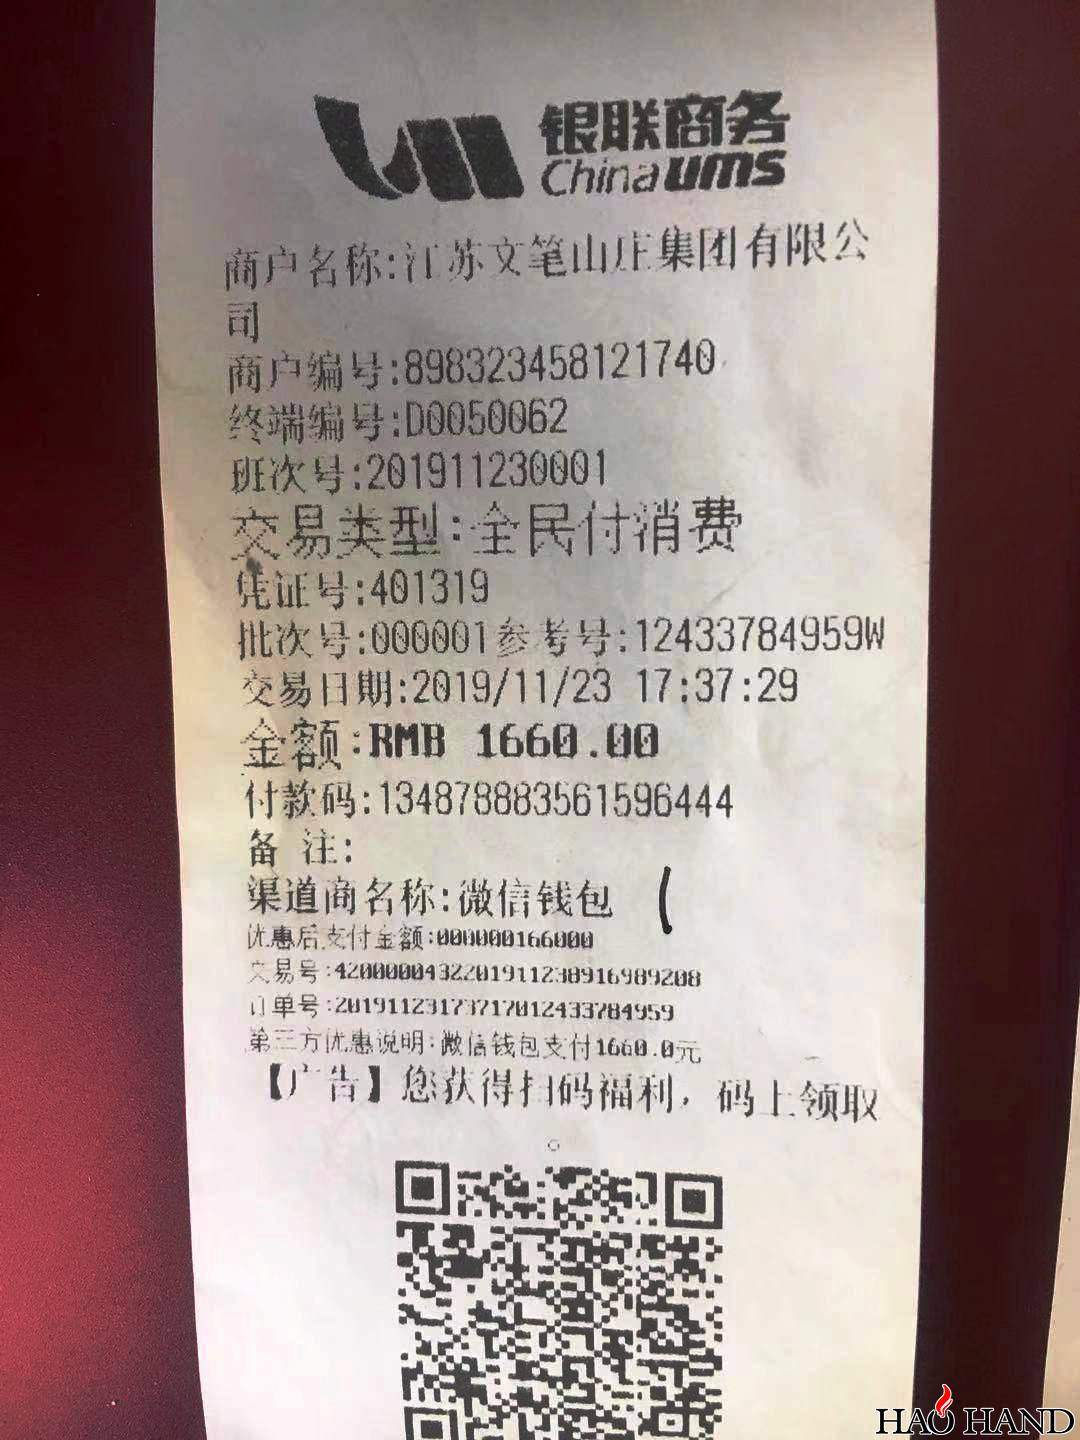 银联商务
China ums
商户名称:江苏文笔山庄集团有限公
司
商户编号:898323458121740
终端编号:D0050062
班次号:201911230001
交易类型:全民付消费
凭证号:401319
批次号:000001参考号:12433784959W
交易日期:2019/11/23 17:37:29
金额:RMB 1660.00
付款码:134878883561596444
备 注:
渠道商名称:微信钱包
优惠后支付金额:000000166000
交易号:4200000432201911238916989208
订单号:20191123173717012433784959
第三方优惠说明:微信钱包支付1660.0元
【广告】您获得扫码福利，码上领取
。
HAO HAND